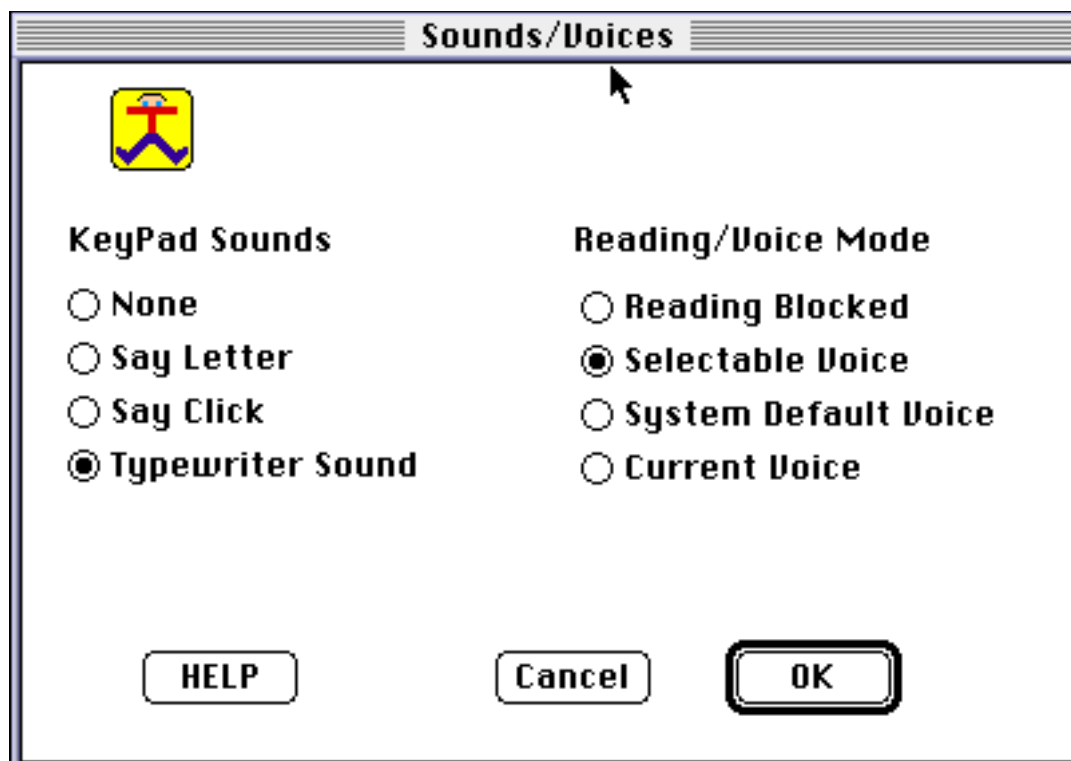 Sounds/Voices
KeyPad Sounds
None
Say Letter
Say Click
Typewriter Sound
Reading/Voice Mode
Reading Blocked
Selectable Voice
System Default Voice
Current Voice
HELP
Cancel
OK